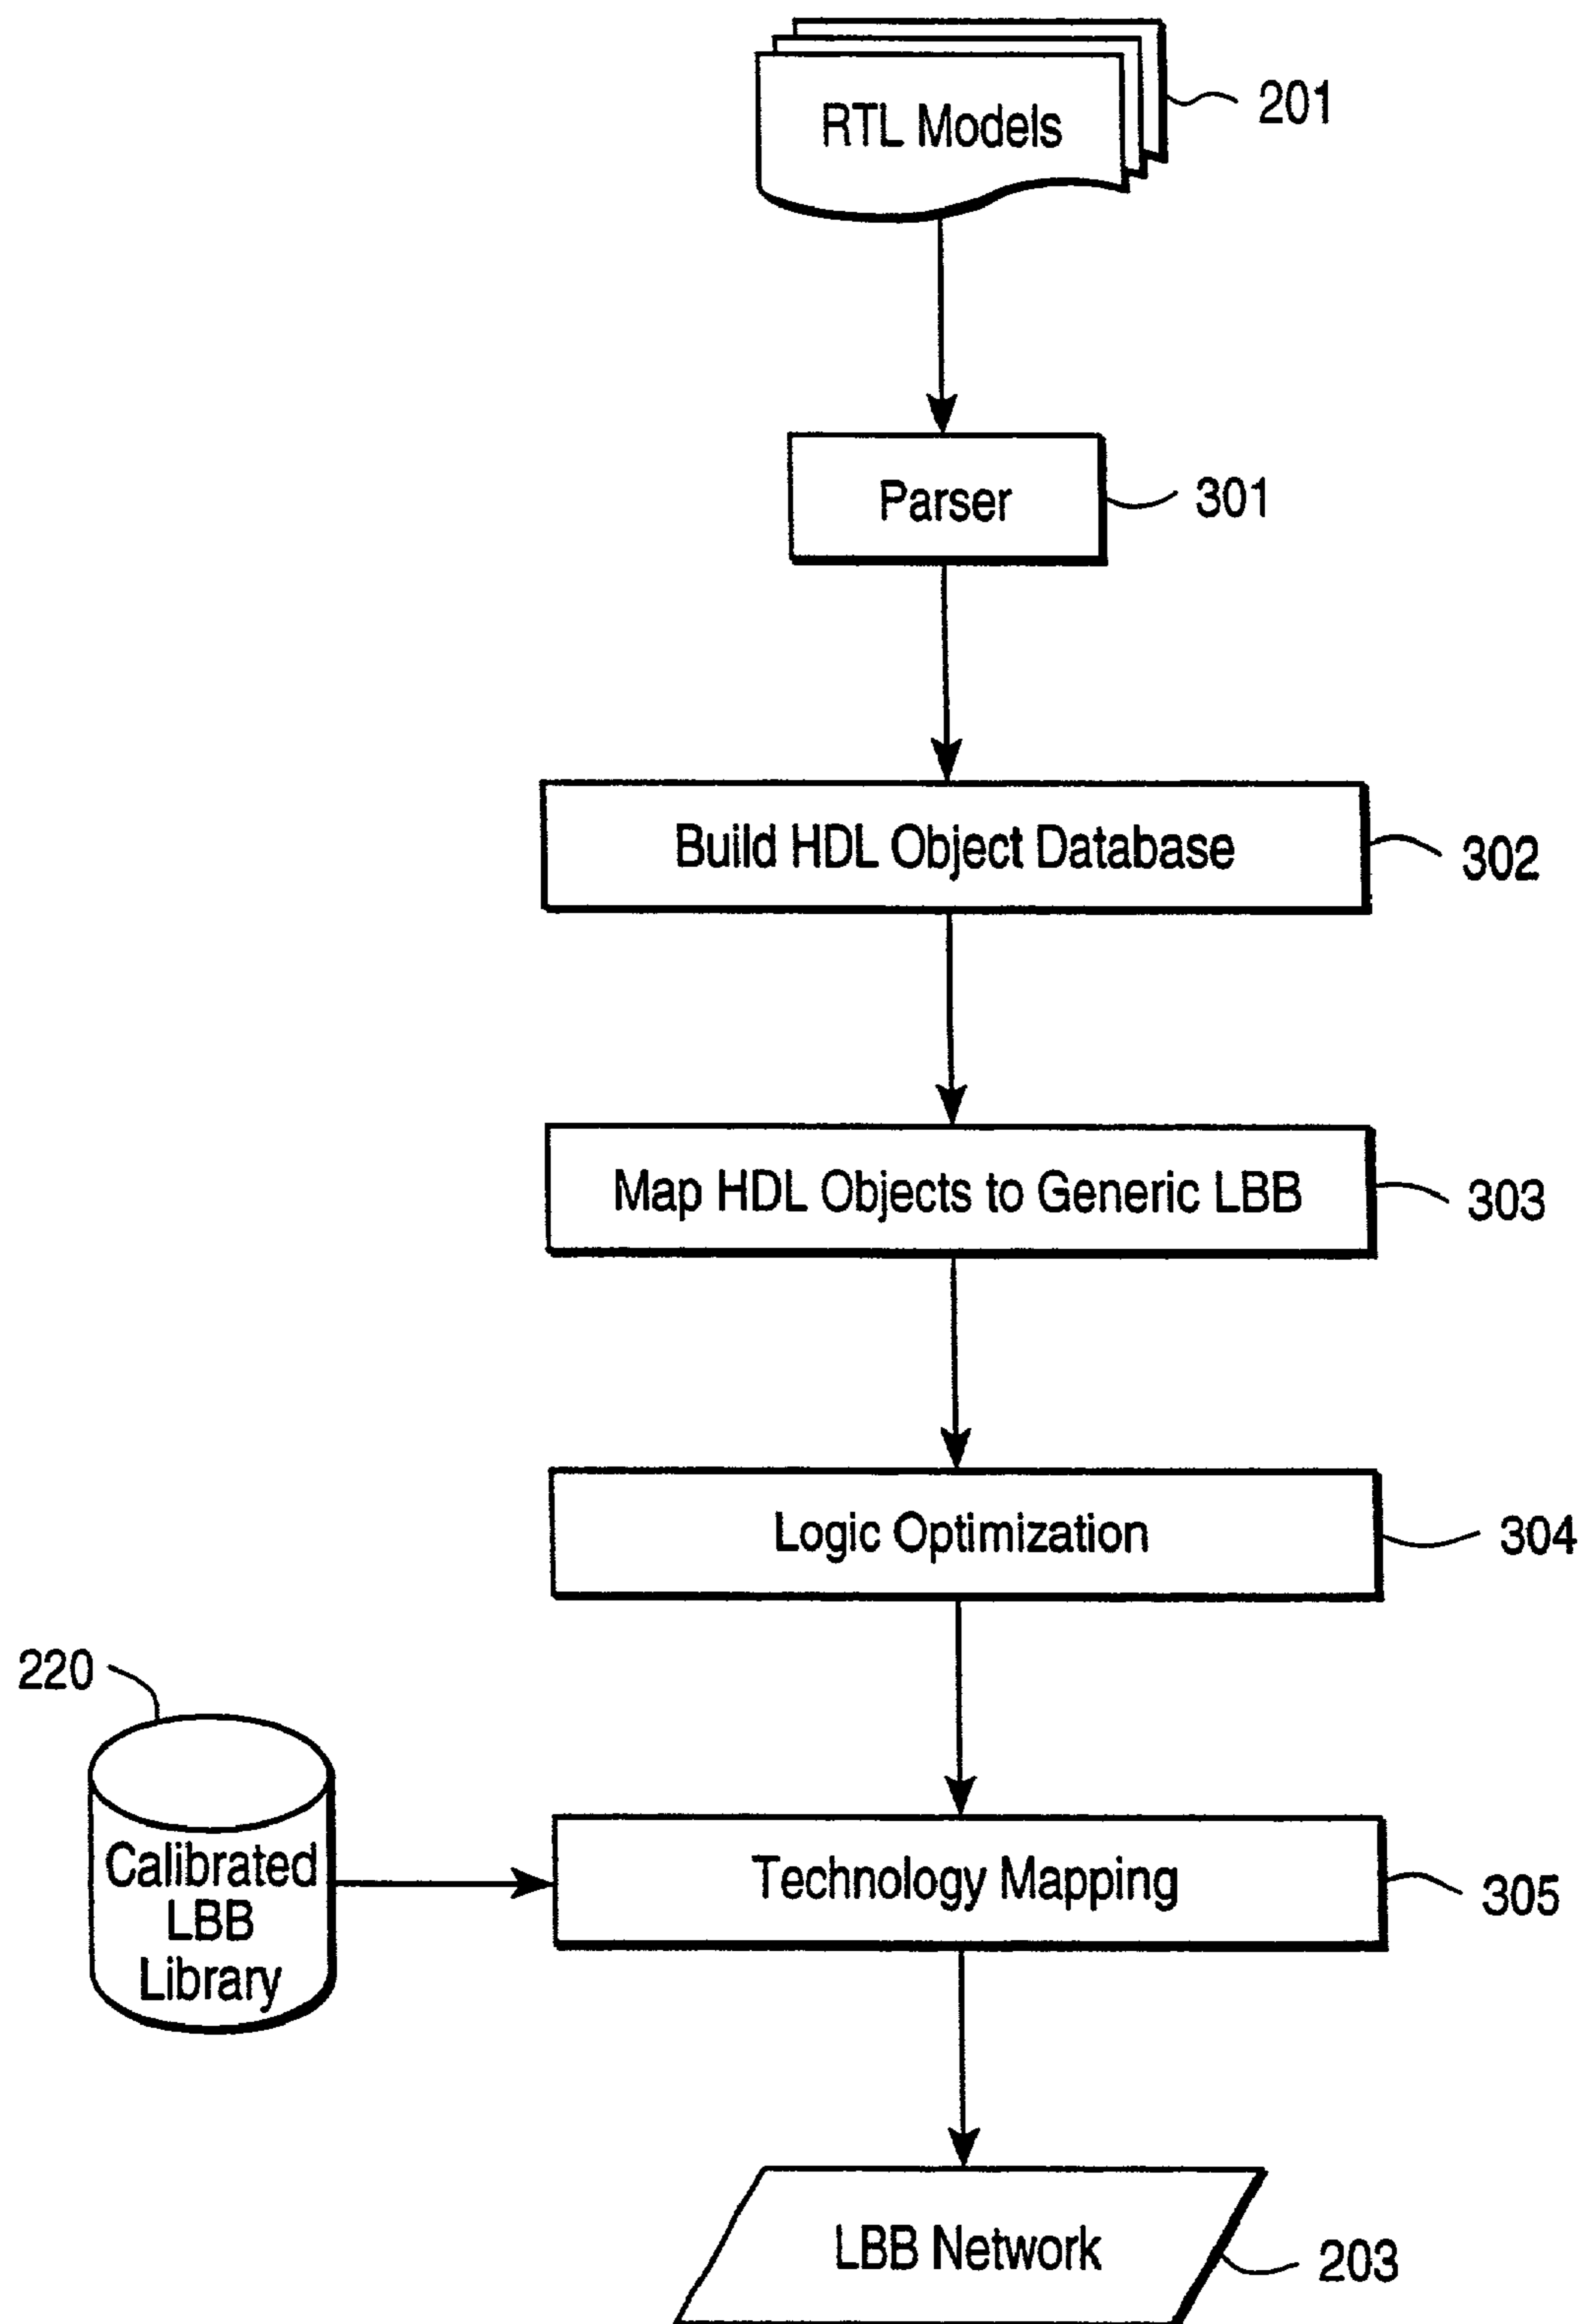 RTL Models
201
Parser
301
Build HDL Object Database
302
Map HDL Objects to Generic LBB
303
Logic Optimization
304
220
Calibrated
LBB
Library
Technology Mapping
305
LBB Network
203